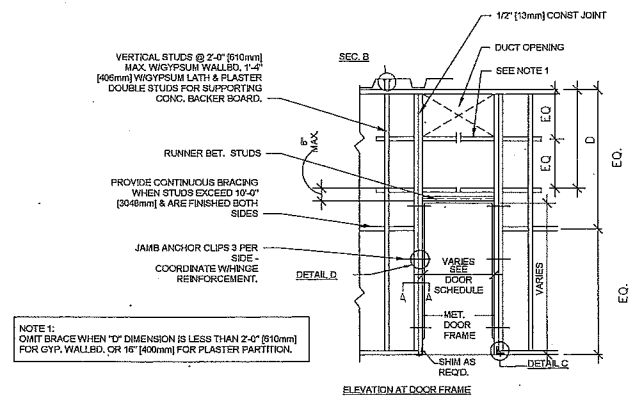 1/2" [13mm] CONST JOINT
VERTICAL STUDS @ 2'-0" [610mm]
MAX. W/GYPSUM WALLBD. 1'-4"
[406mm] W/GYPSUM LATH & PLASTER
DOUBLE STUDS FOR SUPPORTING
CONC. BACKER BOARD.
SEC. B
DUCT OPENING
SEE NOTE 1
EQ
D
EQ.
6"
MAX.
RUNNER BET. STUDS
EQ
PROVIDE CONTINUOUS BRACING
WHEN STUDS EXCEED 10'-0"
[3048mm] & ARE FINISHED BOTH
SIDES
JAMB ANCHOR CLIPS 3 PER
SIDE -
COORDINATE W/HINGE
REINFORCEMENT.
DETAIL D
VARIES
SEE
DOOR
SCHEDULE
A
A
VARIES
EQ.
MET.
DOOR
FRAME
NOTE 1:
OMIT BRACE WHEN "D" DIMENSION IS LESS THAN 2'-0" [610mm]
FOR GYP. WALLBD. OR 16" [400mm] FOR PLASTER PARTITION.
SHIM AS
REQ'D.
DETAIL C
ELEVATION AT DOOR FRAME